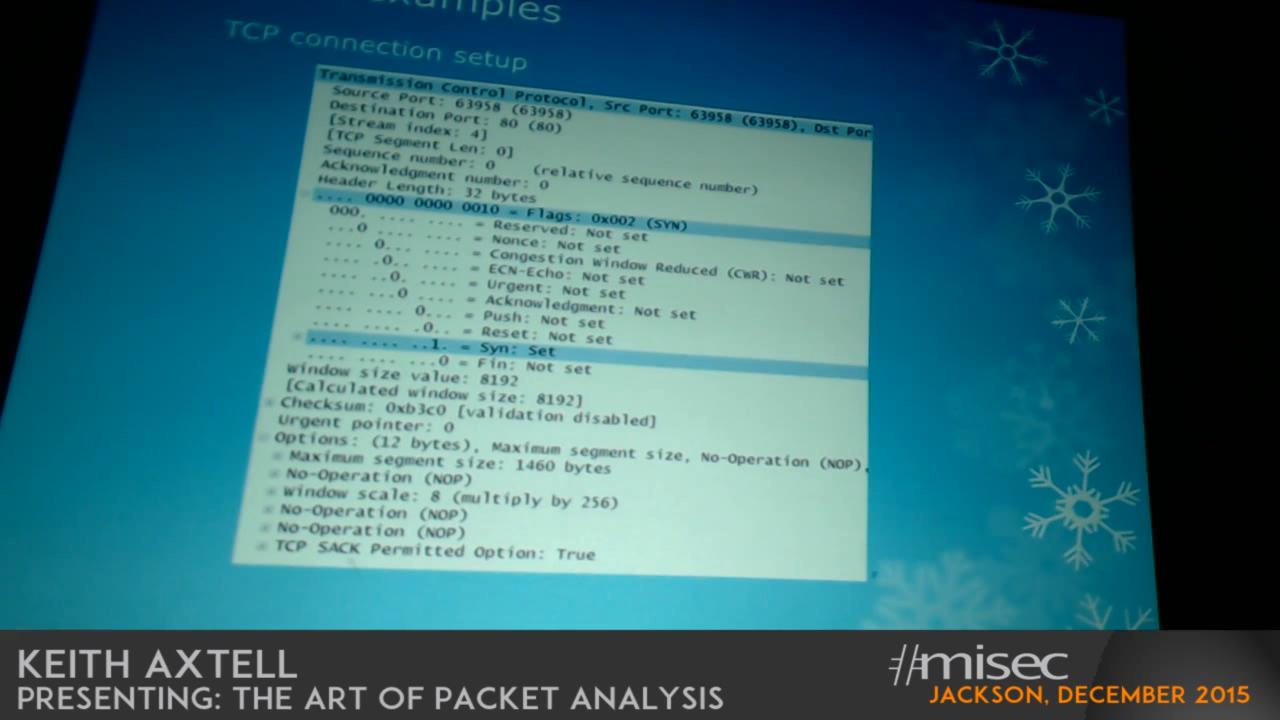 examples
TCP connection setup
Transmission Control Protocol, Src Port: 63958 (63958), Dst Por
Source Port: 63958 (63958)
Destination Port: 80 (80)
[Stream index: 4]
[TCP Segment Len: 0]
Sequence number: 0 (relative sequence number)
Acknowledgment number: 0
Header Length: 32 bytes
.... 0000 0000 0010 = Flags: 0x002 (SYN)
000. .... .... = Reserved: Not set
...0 .... .... = Nonce: Not set
.... 0... .... = Congestion Window Reduced (CWR): Not set
.... .0.. .... = ECN-Echo: Not set
.... ..0. .... = Urgent: Not set
.... ...0 .... = Acknowledgment: Not set
.... .... 0... = Push: Not set
.... .... .0.. = Reset: Not set
.... .... ..1. = Syn: Set
.... .... ...0 = Fin: Not set
Window size value: 8192
[Calculated window size: 8192]
Checksum: 0xb3c0 [validation disabled]
Urgent pointer: 0
Options: (12 bytes), Maximum segment size, No-Operation (NOP),
Maximum segment size: 1460 bytes
No-Operation (NOP)
Window scale: 8 (multiply by 256)
No-Operation (NOP)
No-Operation (NOP)
TCP SACK Permitted Option: True
KEITH AXTELL
PRESENTING: THE ART OF PACKET ANALYSIS
#misec
JACKSON, DECEMBER 2015